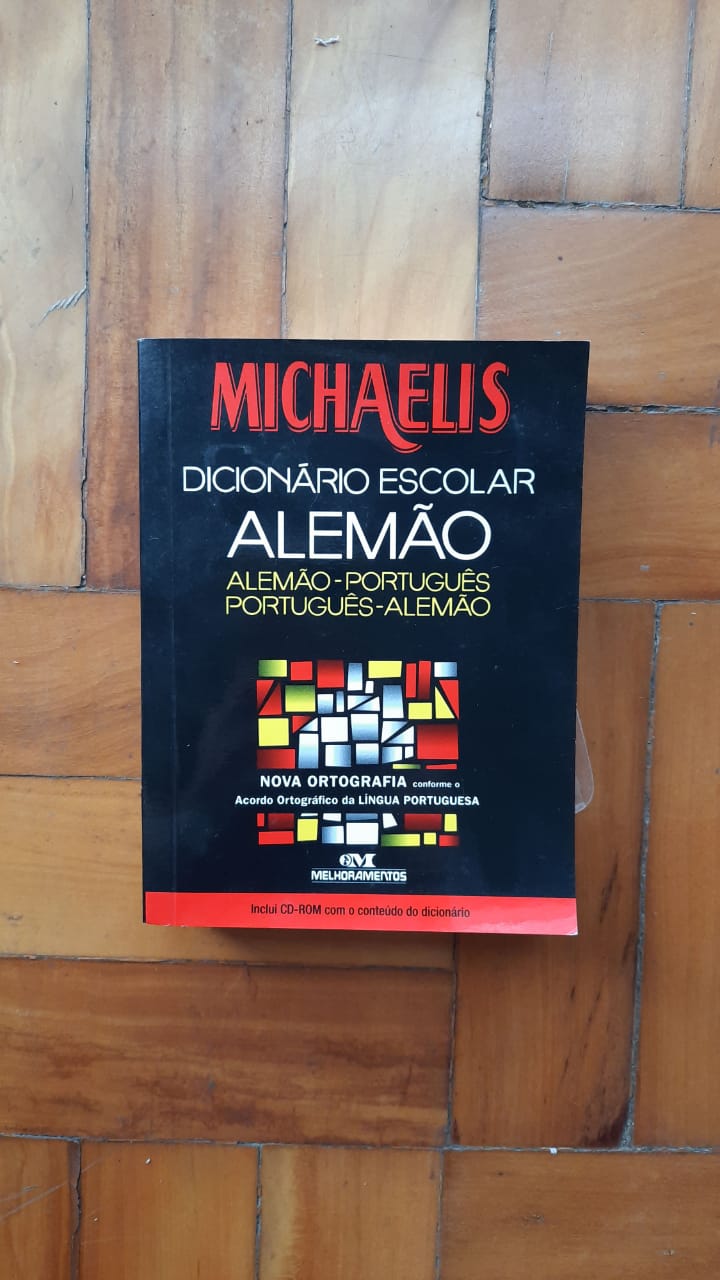 MICHAELIS
DICIONÁRIO ESCOLAR
ALEMÃO
ALEMÃO-PORTUGUÊS
PORTUGUÊS-ALEMÃO
NOVA ORTOGRAFIA conforme o
Acordo Ortográfico da LÍNGUA PORTUGUESA
MELHORAMENTOS
Inclui CD-ROM com o conteúdo do dicionário